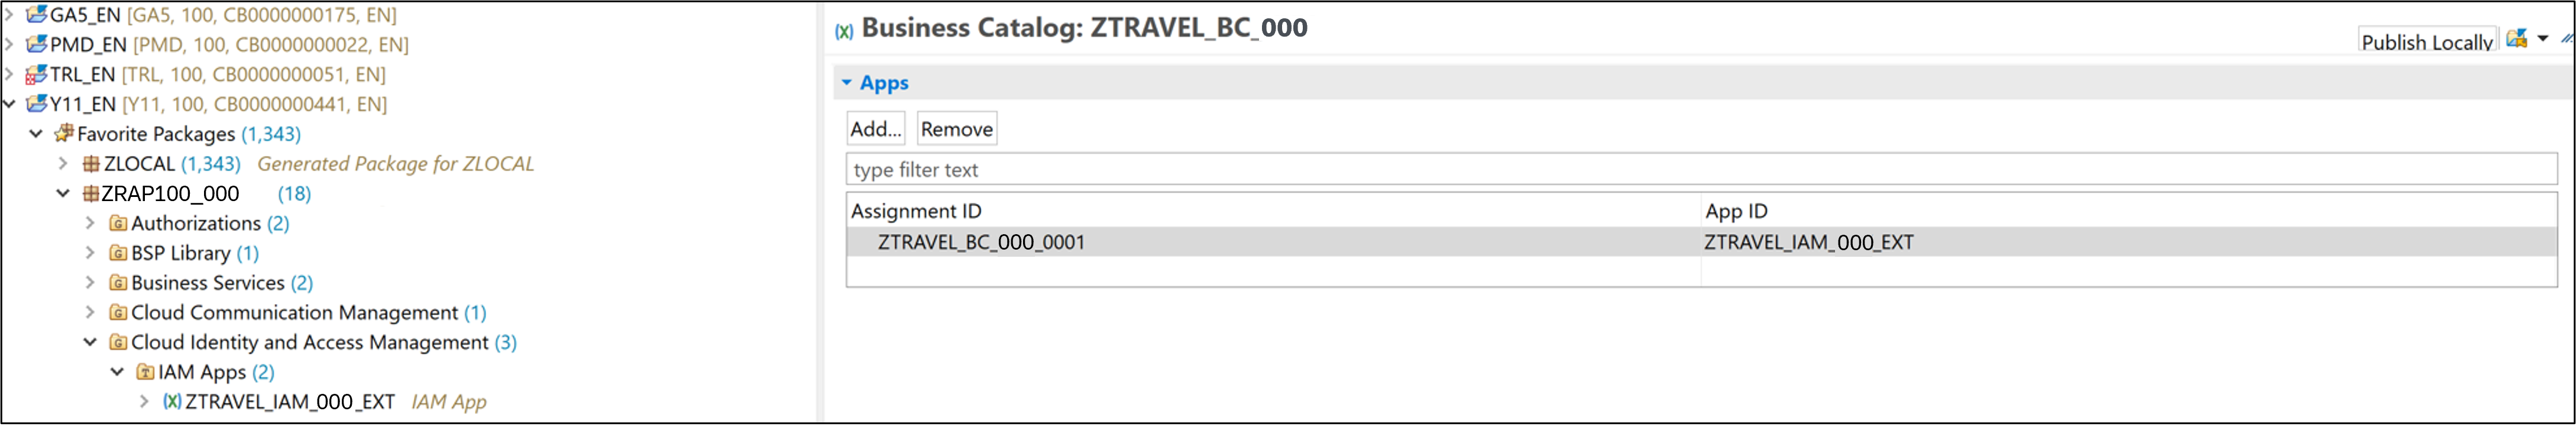 GA5_EN [GA5, 100, CB0000000175, EN]
PMD_EN [PMD, 100, CB0000000022, EN]
TRL_EN [TRL, 100, CB0000000051, EN]
Y11_EN [Y11, 100, CB0000000441, EN]
Favorite Packages (1,343)
ZLOCAL (1,343) Generated Package for ZLOCAL
ZRAP100_000 (18)
Authorizations (2)
BSP Library (1)
Business Services (2)
Cloud Communication Management (1)
Cloud Identity and Access Management (3)
IAM Apps (2)
ZTRAVEL_IAM_000_EXT IAM App
Business Catalog: ZTRAVEL_BC_000
Publish Locally
Apps
Add... Remove
type filter text
Assignment ID App ID
ZTRAVEL_BC_000_0001 ZTRAVEL_IAM_000_EXT